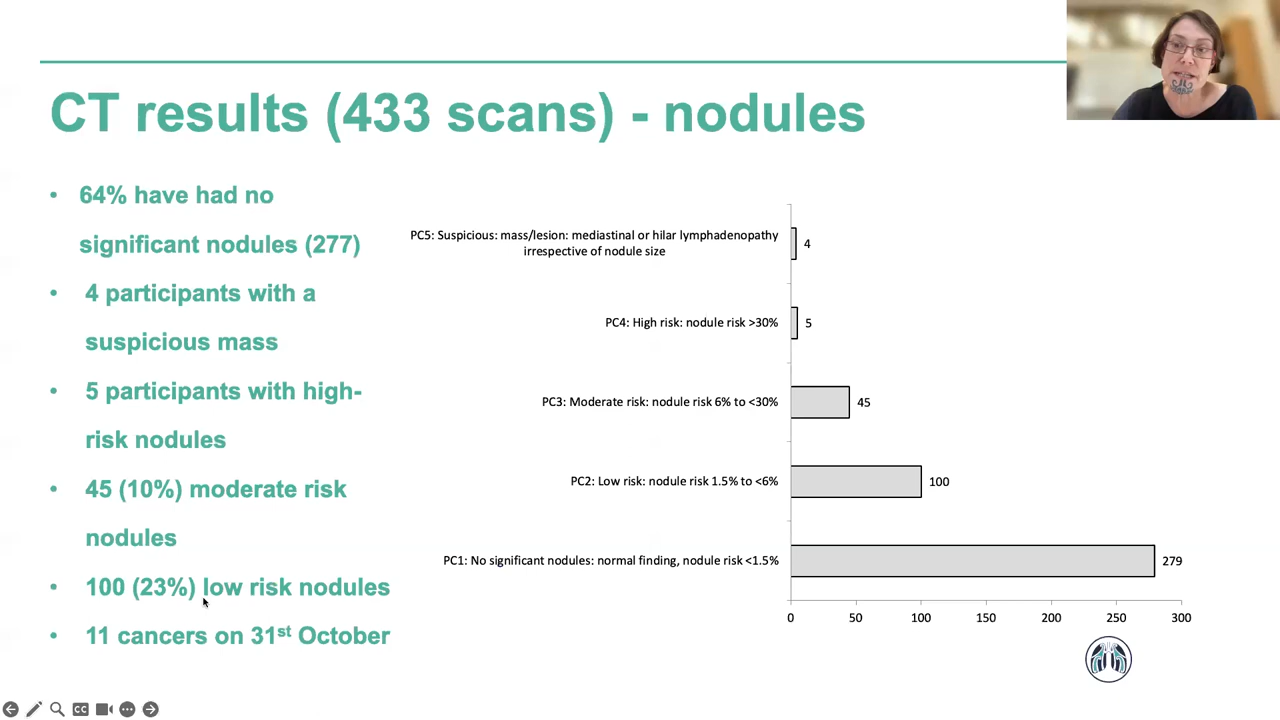 CT results (433 scans) - nodules
• 64% have had no
significant nodules (277)
• 4 participants with a
suspicious mass
• 5 participants with high-
risk nodules
• 45 (10%) moderate risk
nodules
• 100 (23%) low risk nodules
• 11 cancers on 31st October
PC5: Suspicious: mass/lesion: mediastinal or hilar lymphadenopathy
irrespective of nodule size
4
PC4: High risk: nodule risk >30%
5
PC3: Moderate risk: nodule risk 6% to <30%
45
PC2: Low risk: nodule risk 1.5% to <6%
100
PC1: No significant nodules: normal finding, nodule risk <1.5%
279
0 50 100 150 200 250 300
CC